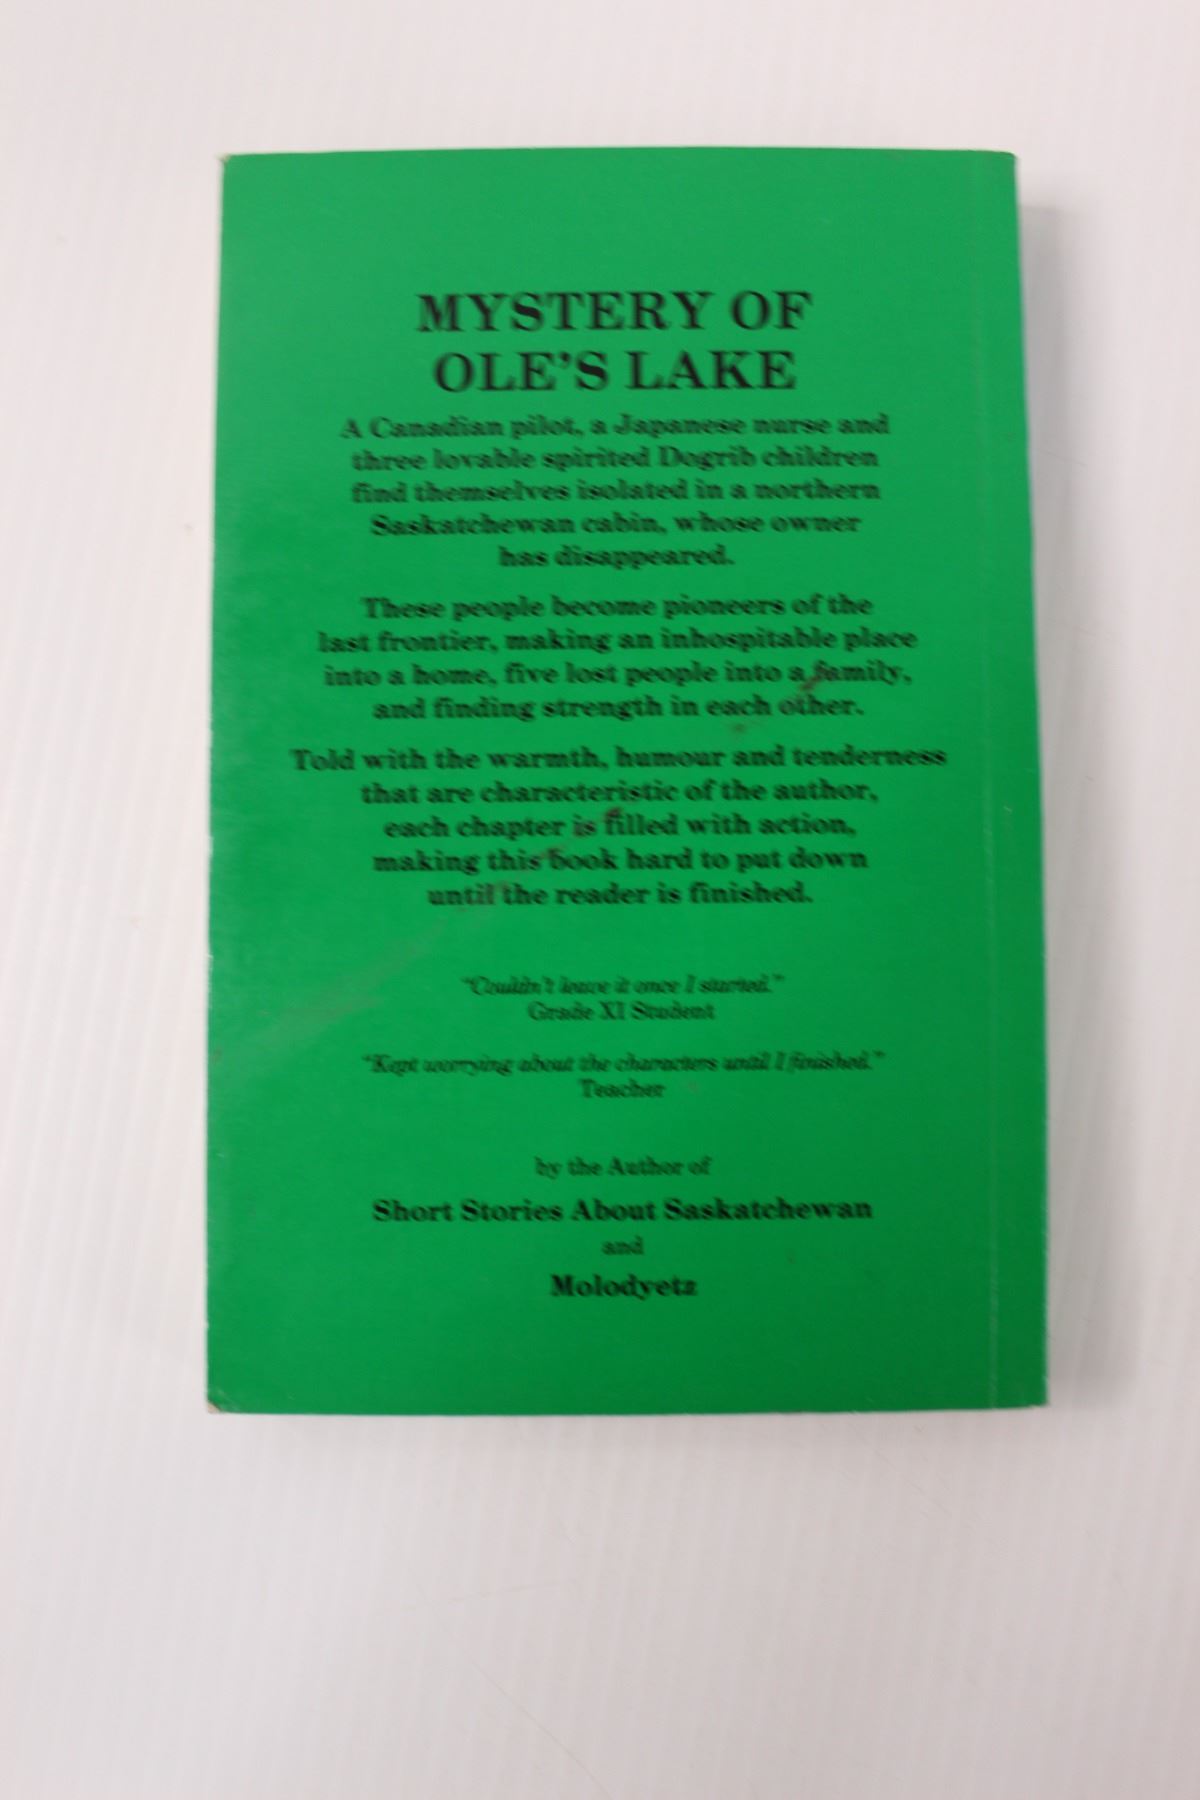 MYSTERY OF
OLE'S LAKE
A Canadian pilot, a Japanese nurse and
three lovable spirited Dogrib children
find themselves isolated in a northern
Saskatchewan cabin, whose owner
has disappeared.
These people become pioneers of the
last frontier, making an inhospitable place
into a home, five lost people into a family,
and finding strength in each other.
Told with the warmth, humour and tenderness
that are characteristic of the author,
each chapter is filled with action,
making this book hard to put down
until the reader is finished.
"Couldn't leave it once I started."
Grade XI Student
"Kept worrying about the characters until I finished."
Teacher
by the Author of
Short Stories About Saskatchewan
and
Molodyetz